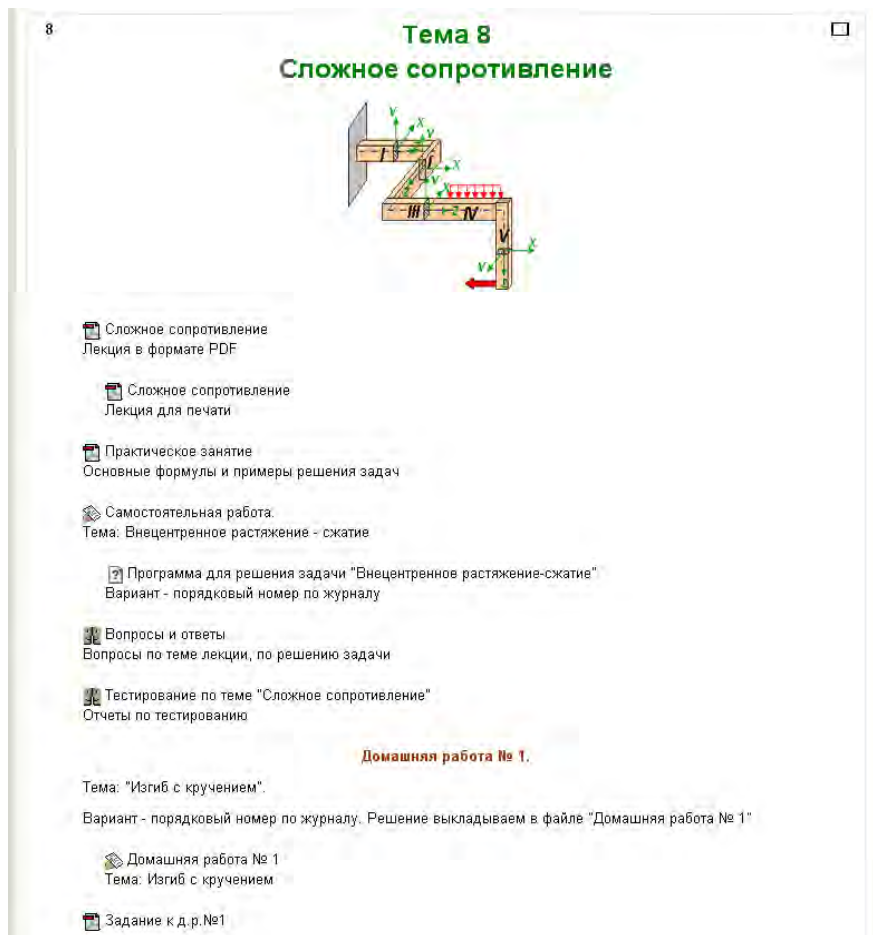 8
Тема 8
Сложное сопротивление
V
X
V
I
I
X
V
X
III
Z
IV
V
X
V
Сложное сопротивление
Лекция в формате PDF
Сложное сопротивление
Лекция для печати
Практическое занятие
Основные формулы и примеры решения задач
Самостоятельная работа.
Тема: Внецентренное растяжение - сжатие
Программа для решения задачи "Внецентренное растяжение-сжатие"
Вариант - порядковый номер по журналу
Вопросы и ответы
Вопросы по теме лекции, по решению задачи
Тестирование по теме "Сложное сопротивление"
Отчеты по тестированию
Домашняя работа № 1.
Тема: "Изгиб с кручением".
Вариант - порядковый номер по журналу. Решение выкладываем в файле "Домашняя работа № 1"
Домашняя работа № 1
Тема: Изгиб с кручением
Задание к д.р.№1